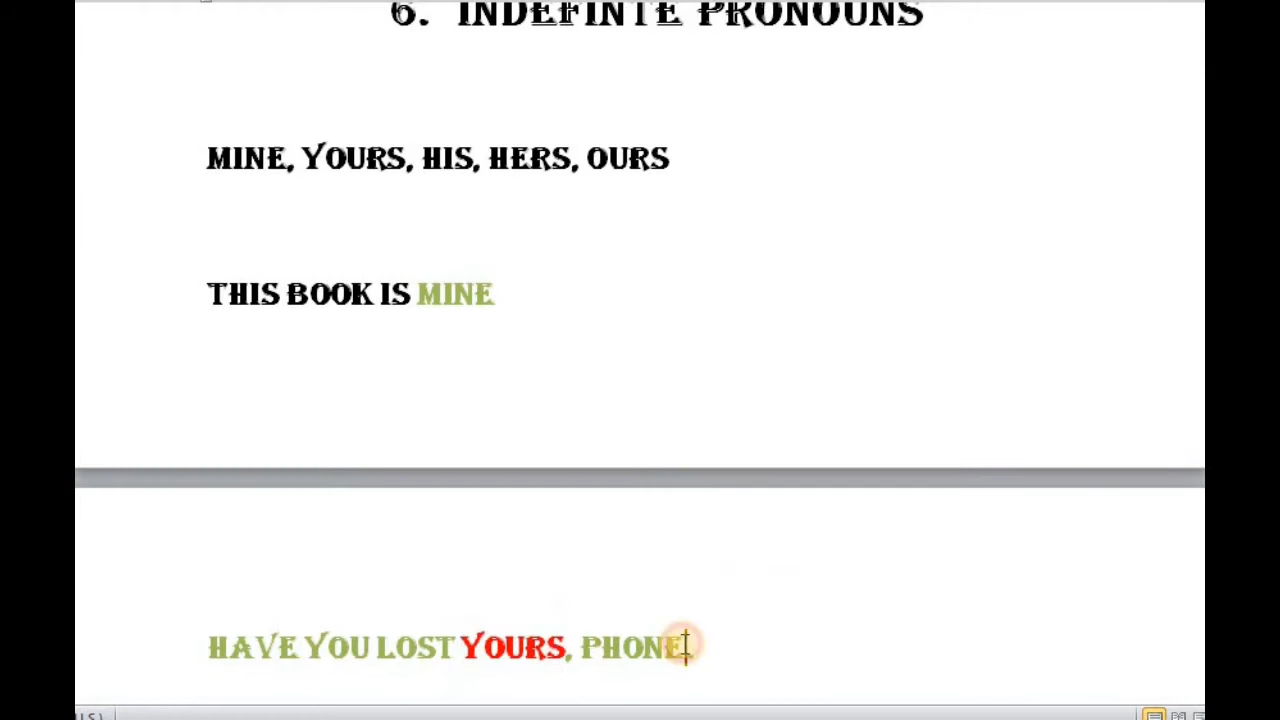 6. INDEFINTE PRONOUNS
MINE, YOURS, HIS, HERS, OURS
THIS BOOK IS MINE
HAVE YOU LOST YOURS, PHONE.